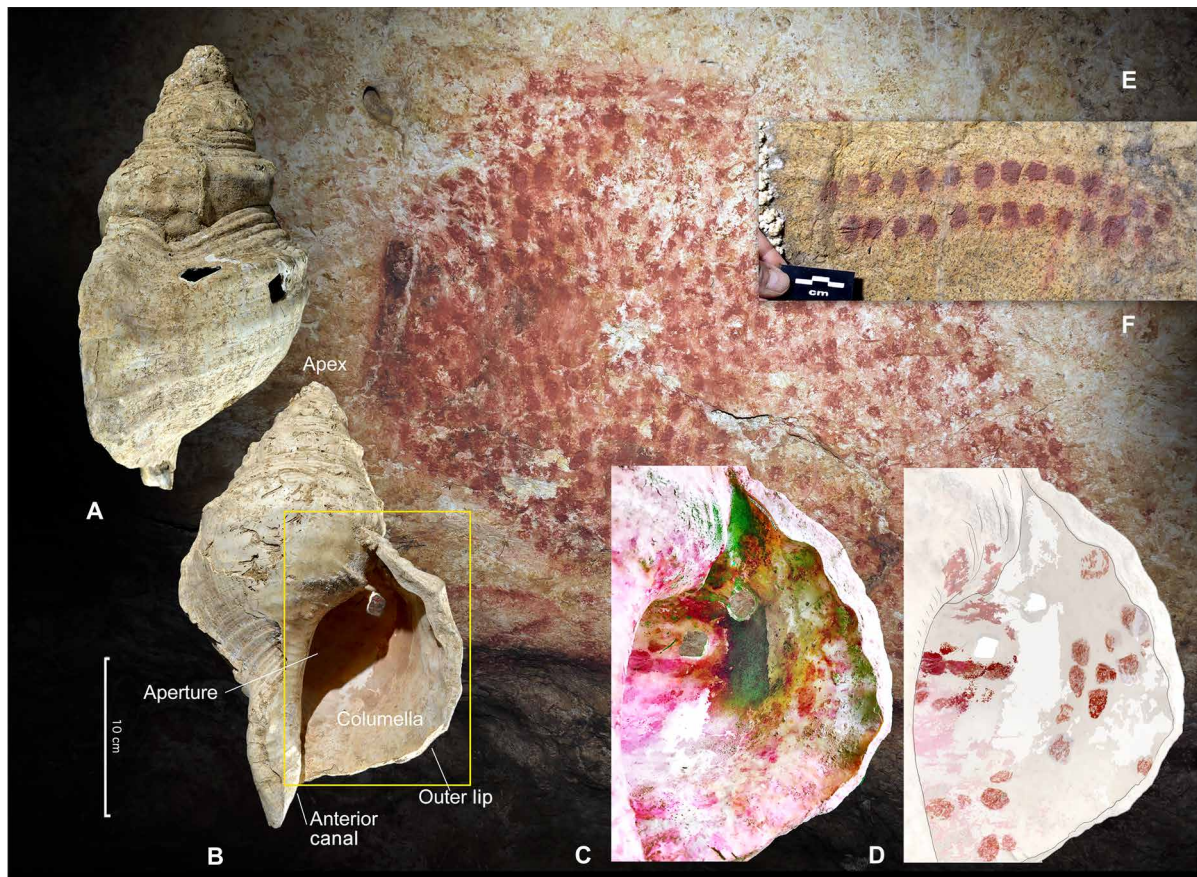 E
cm
F
Apex
A
Aperture
Columella
10 cm
Outer lip
Anterior
canal
B
C
D